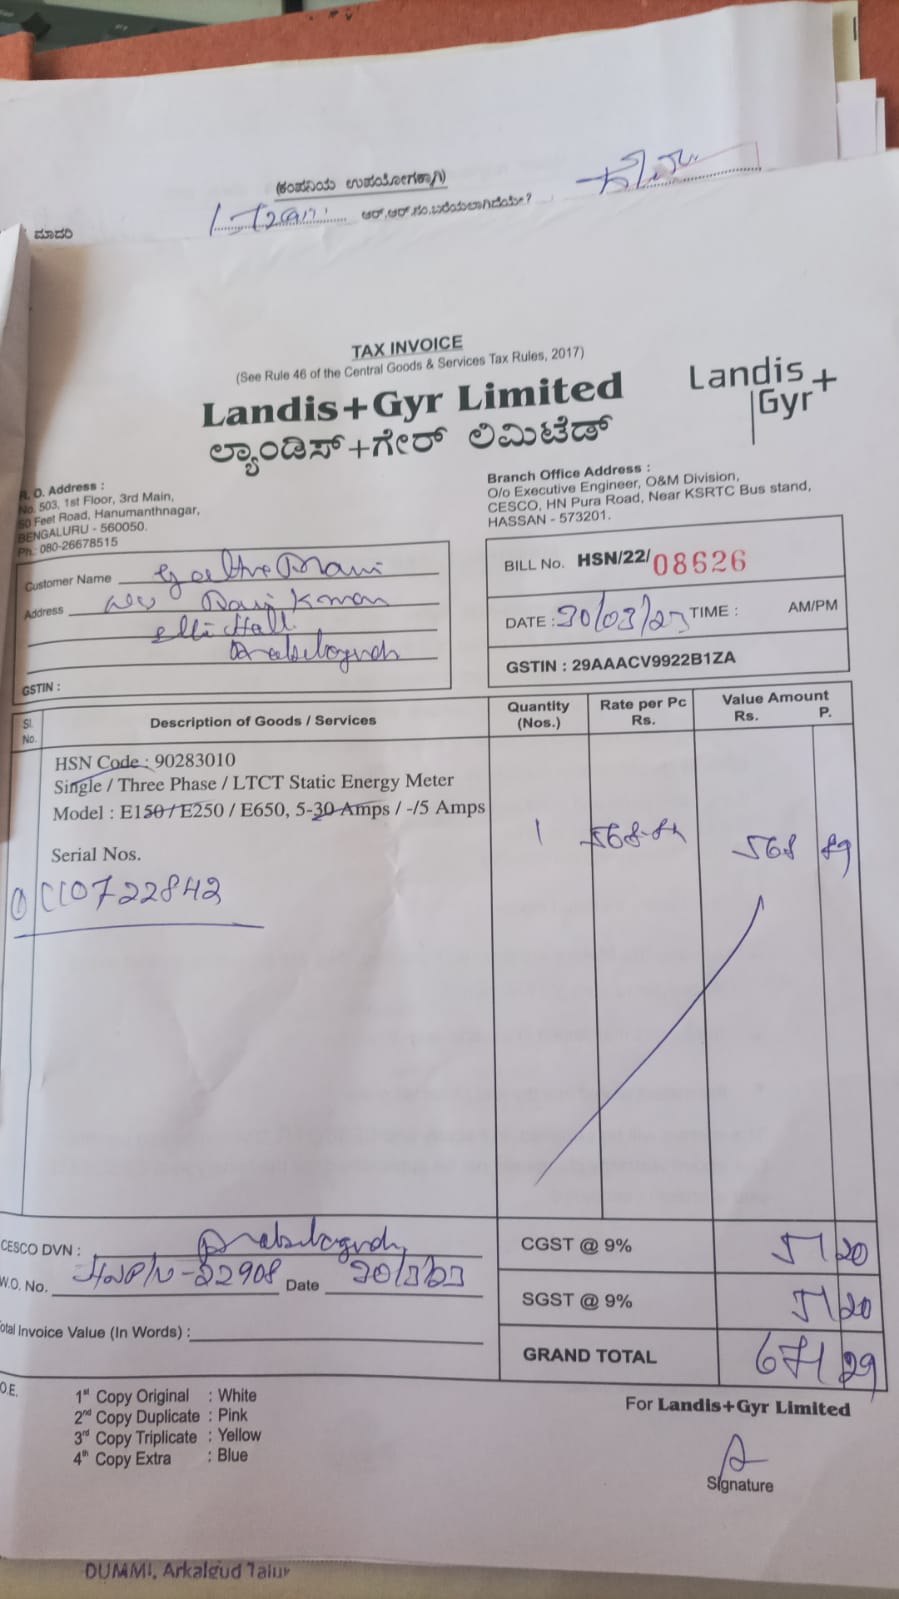 (ಕಂಪನಿಯ ಉಪಯೋಗಕ್ಕಾಗಿ)
ಮಾದರಿ ಆರ್.ಆರ್.ನಂ.ಬರೆಯಲಾಗಿದೆಯೇ?
TAX INVOICE
(See Rule 46 of the Central Goods & Services Tax Rules, 2017)
Landis+Gyr Limited
ಲ್ಯಾಂಡಿಸ್+ಗೇರ್ ಲಿಮಿಟೆಡ್
Landis
Gyr+
R. O. Address :
No. 503, 1st Floor, 3rd Main,
50 Feet Road, Hanumanthnagar,
BENGALURU - 560050.
Ph.: 080-26678515
Branch Office Address :
O/o Executive Engineer, O&M Division,
CESCO, HN Pura Road, Near KSRTC Bus stand,
HASSAN - 573201.
Customer Name
Address
GSTIN :
BILL No. HSN/22/ 08626
DATE : 30/03/23 TIME : AM/PM
GSTIN : 29AAACV9922B1ZA
Sl. No. Description of Goods / Services Quantity (Nos.) Rate per Pc Rs. Value Amount Rs. P.
HSN Code : 90283010
Single / Three Phase / LTCT Static Energy Meter
Model : E150 / E250 / E650, 5-30 Amps / -/5 Amps
1 568-89 568 89
Serial Nos.
① C10722842
CESCO DVN :
W.O. No. Date
Total Invoice Value (In Words) :
CGST @ 9% 51 20
SGST @ 9% 51 20
GRAND TOTAL 671 29
O.E.
1st Copy Original : White
2nd Copy Duplicate : Pink
3rd Copy Triplicate : Yellow
4th Copy Extra : Blue
For Landis+Gyr Limited
Signature
DUMMI, Arkalgud Taluk